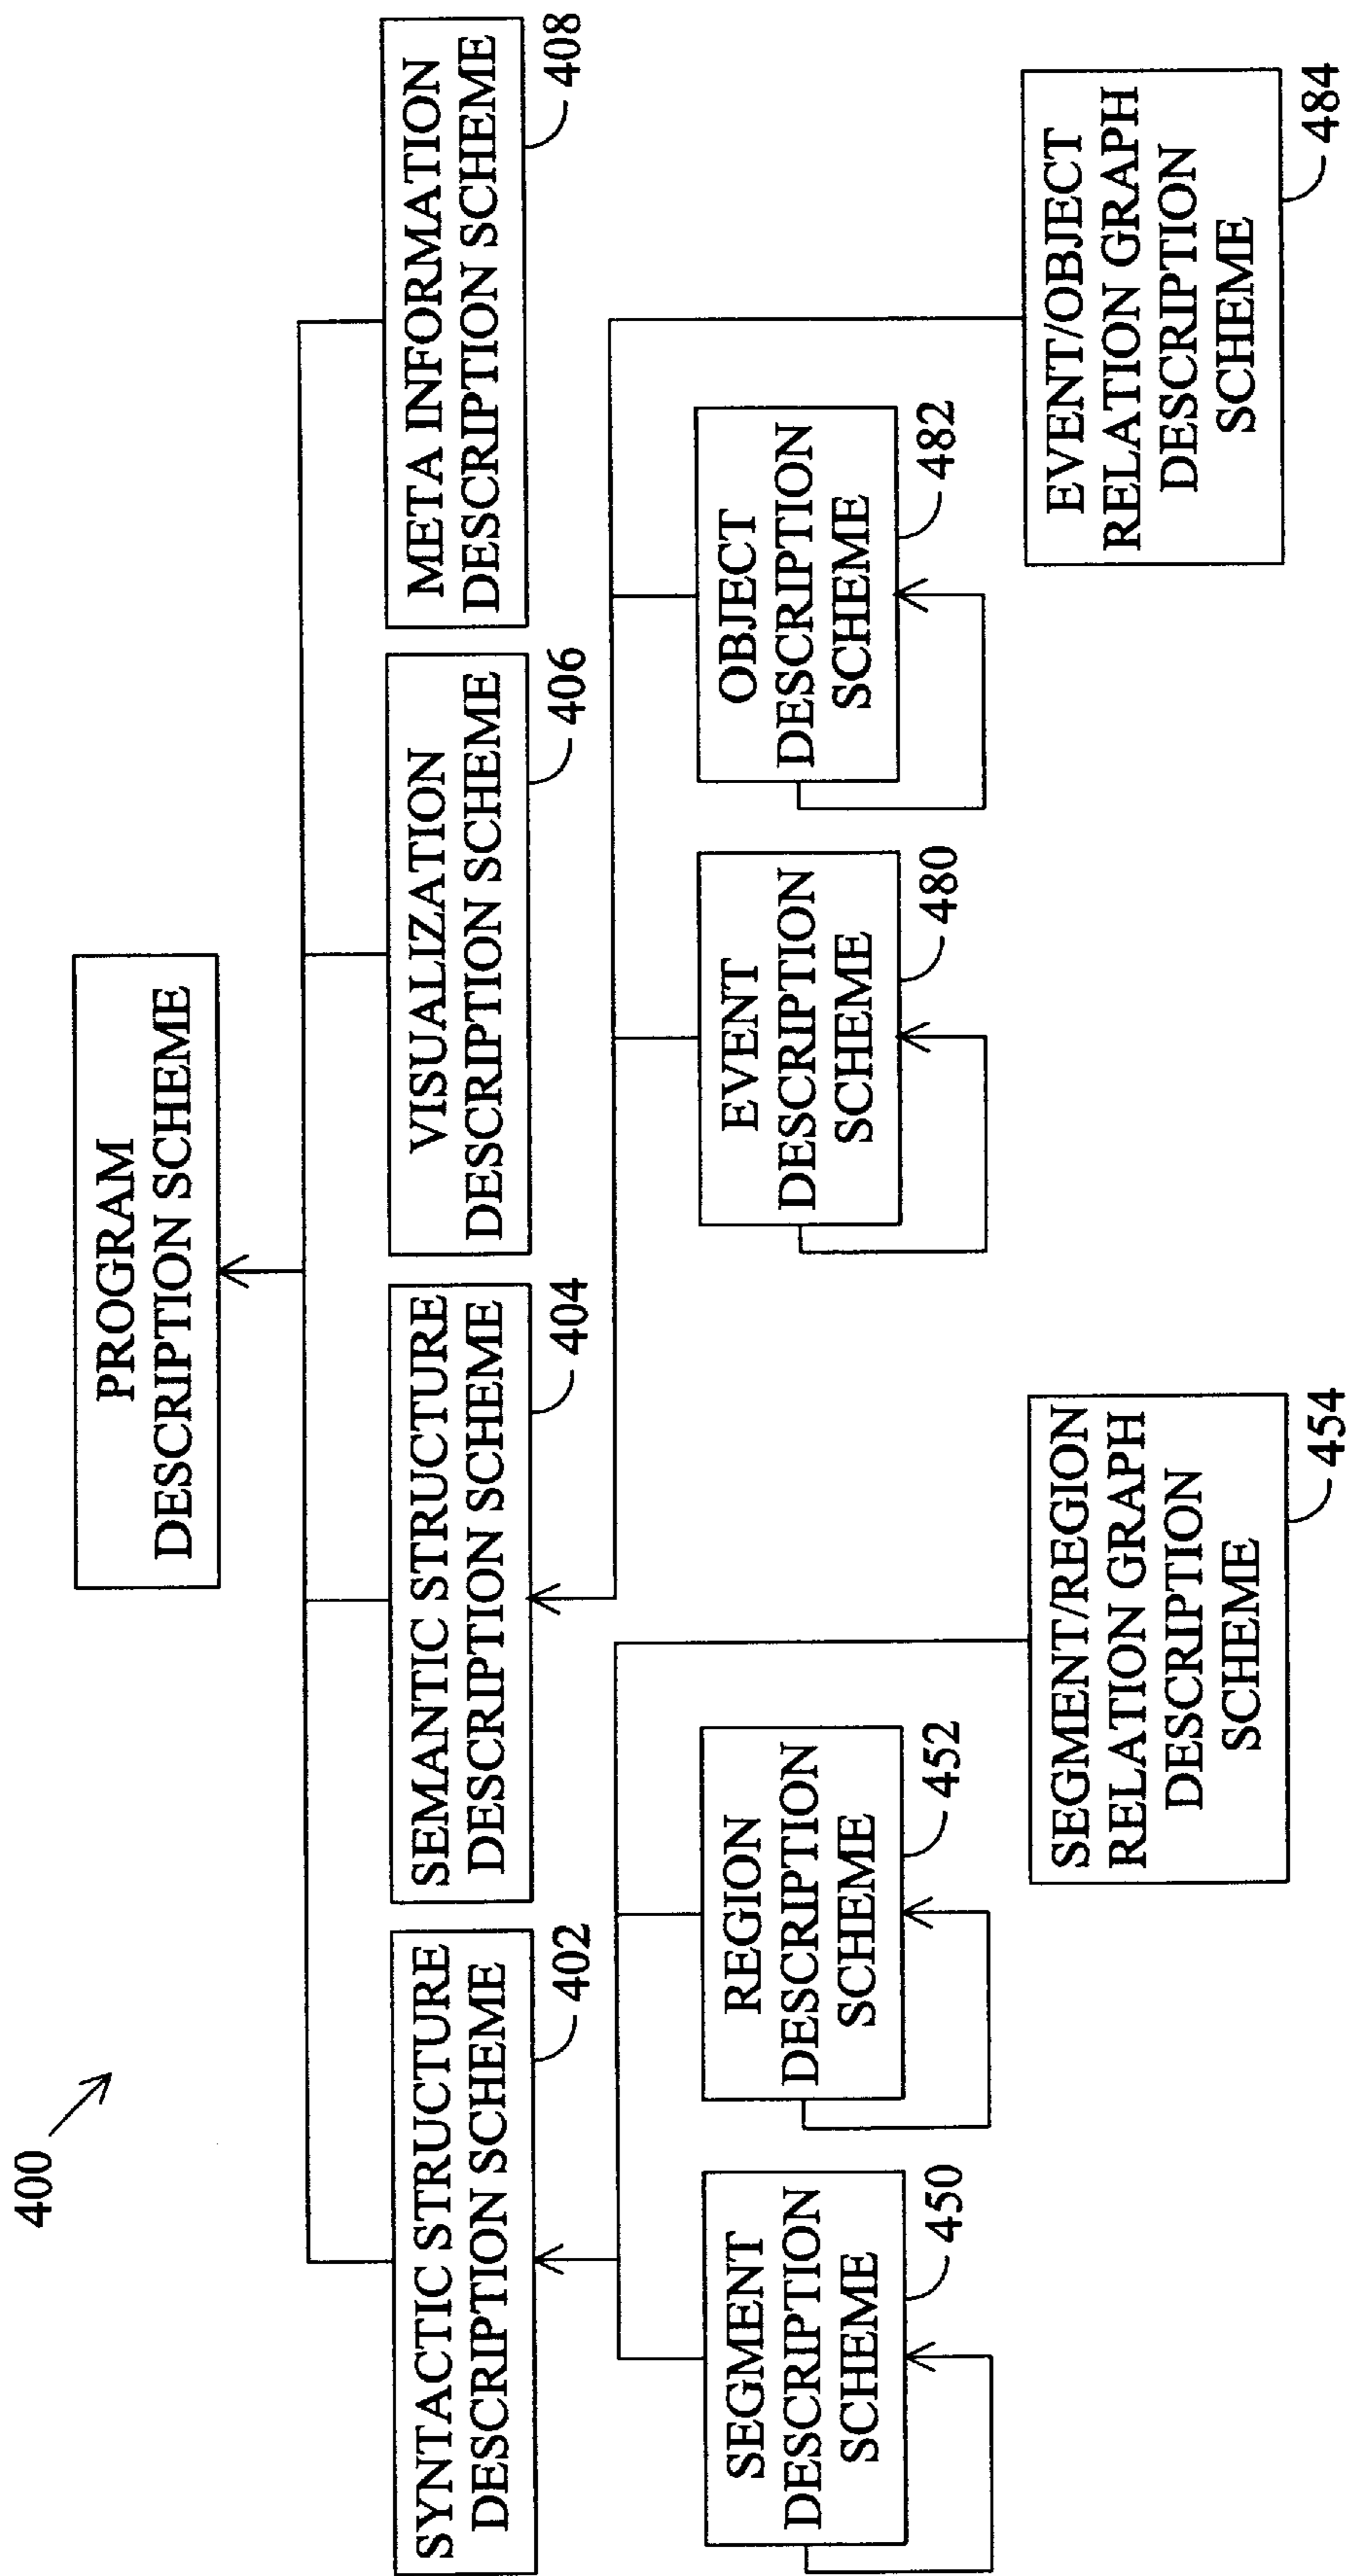 400
PROGRAM
DESCRIPTION SCHEME
SYNTACTIC STRUCTURE
DESCRIPTION SCHEME
402
SEMANTIC STRUCTURE
DESCRIPTION SCHEME
404
VISUALIZATION
DESCRIPTION SCHEME
406
META INFORMATION
DESCRIPTION SCHEME
408
SEGMENT
DESCRIPTION
SCHEME
450
REGION
DESCRIPTION
SCHEME
452
EVENT
DESCRIPTION
SCHEME
480
OBJECT
DESCRIPTION
SCHEME
482
SEGMENT/REGION
RELATION GRAPH
DESCRIPTION
SCHEME
454
EVENT/OBJECT
RELATION GRAPH
DESCRIPTION
SCHEME
484